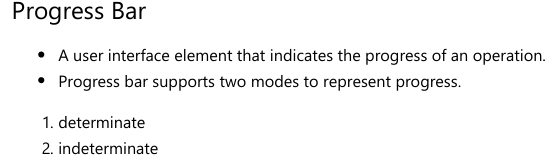 Progress Bar
• A user interface element that indicates the progress of an operation.
• Progress bar supports two modes to represent progress.
1. determinate
2. indeterminate